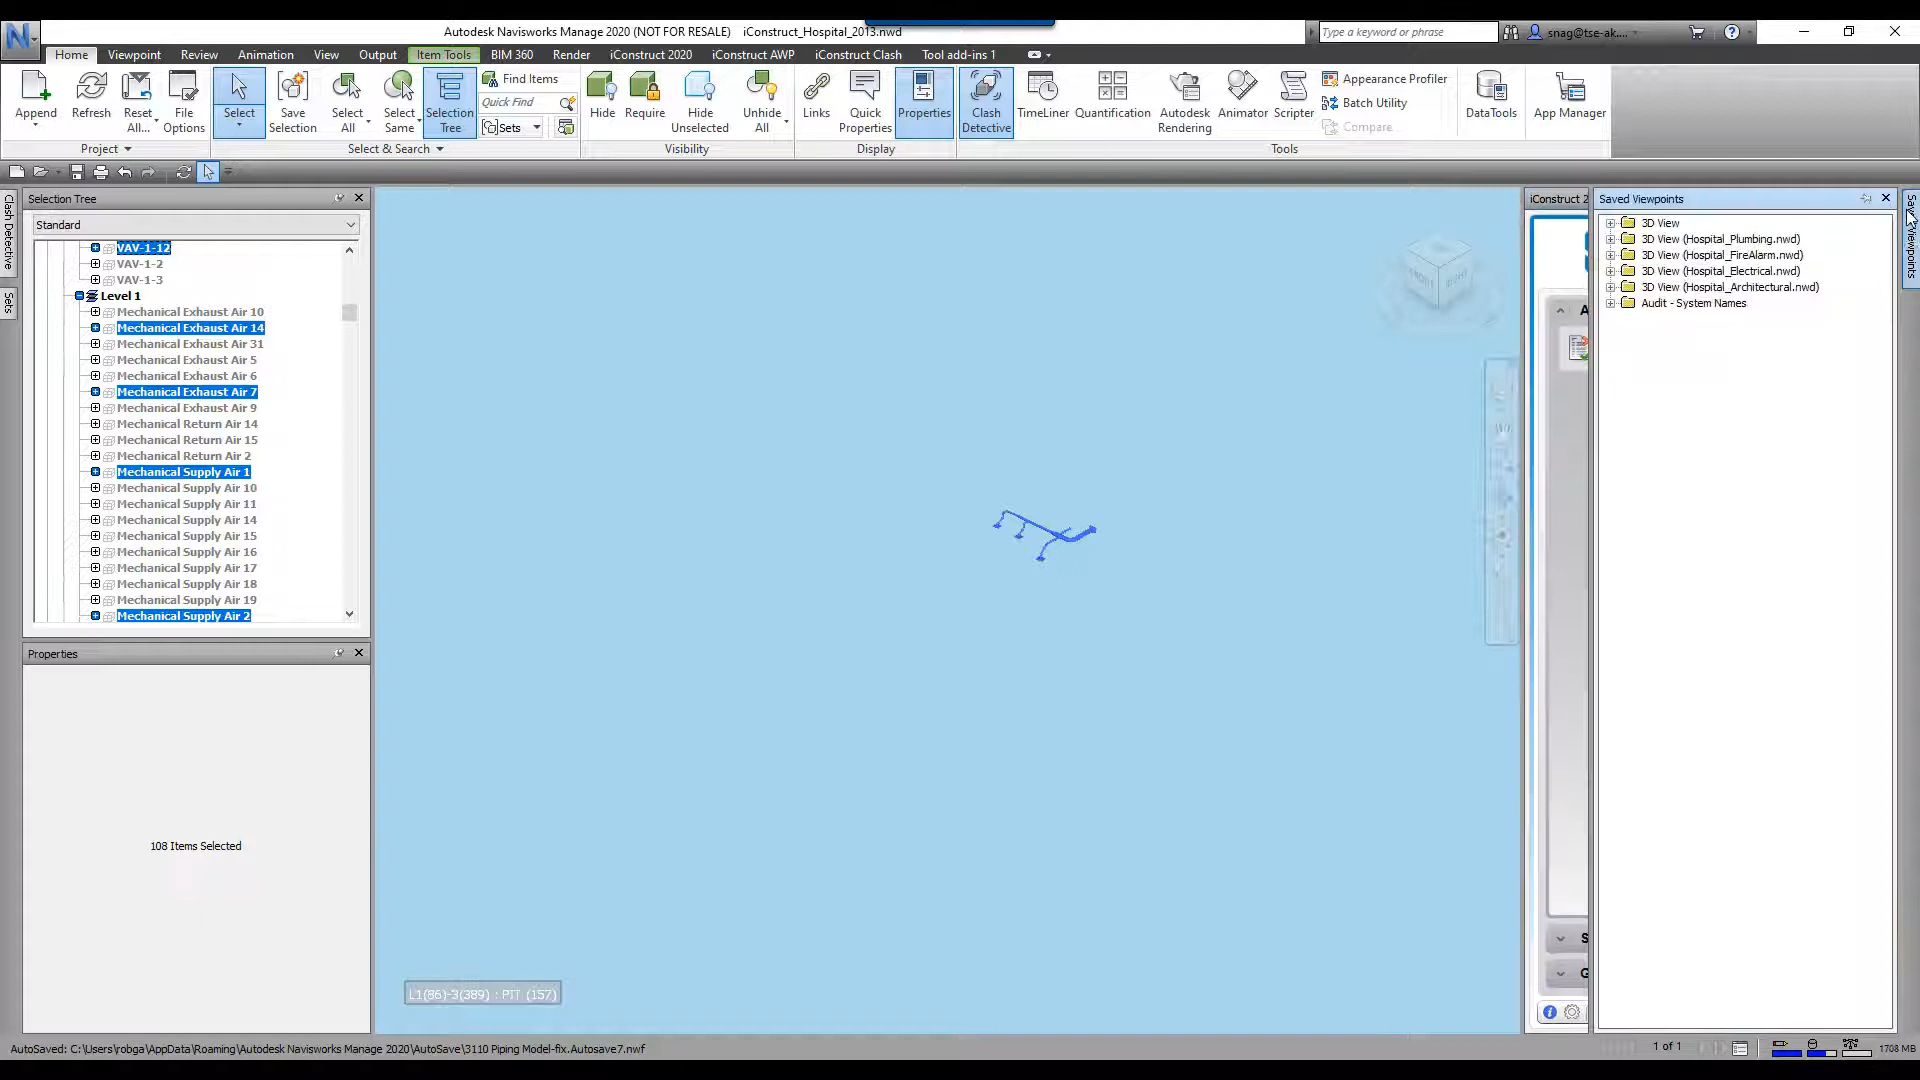 Autodesk Navisworks Manage 2020 (NOT FOR RESALE) iConstruct_Hospital_2013.nwd
Type a keyword or phrase
snag@tse-ak....
Home Viewpoint Review Animation View Output Item Tools BIM 360 Render iConstruct 2020 iConstruct AWP iConstruct Clash Tool add-ins 1
Append
Refresh
Reset All...
File Options
Select
Save Selection
Select All
Select Same
Selection Tree
Find Items
Quick Find
Sets
Hide
Require
Hide Unselected
Unhide All
Links
Quick Properties
Properties
Clash Detective
TimeLiner
Quantification
Autodesk Rendering
Animator
Scripter
Appearance Profiler
Batch Utility
Compare
DataTools
App Manager
Project
Select & Search
Visibility
Display
Tools
Clash Detective
Sets
Selection Tree
Standard
VAV-1-12
VAV-1-2
VAV-1-3
Level 1
Mechanical Exhaust Air 10
Mechanical Exhaust Air 14
Mechanical Exhaust Air 31
Mechanical Exhaust Air 5
Mechanical Exhaust Air 6
Mechanical Exhaust Air 7
Mechanical Exhaust Air 9
Mechanical Return Air 14
Mechanical Return Air 15
Mechanical Return Air 2
Mechanical Supply Air 1
Mechanical Supply Air 10
Mechanical Supply Air 11
Mechanical Supply Air 14
Mechanical Supply Air 15
Mechanical Supply Air 16
Mechanical Supply Air 17
Mechanical Supply Air 18
Mechanical Supply Air 19
Mechanical Supply Air 2
Properties
108 Items Selected
L1(86)-3(389) : PIT (157)
iConstruct 2
Saved Viewpoints
3D View
3D View (Hospital_Plumbing.nwd)
3D View (Hospital_FireAlarm.nwd)
3D View (Hospital_Electrical.nwd)
3D View (Hospital_Architectural.nwd)
Audit - System Names
AutoSaved: C:\Users\robga\AppData\Roaming\Autodesk Navisworks Manage 2020\AutoSave\3110 Piping Model-fix.Autosave7.nwf
1 of 1
1708 MB